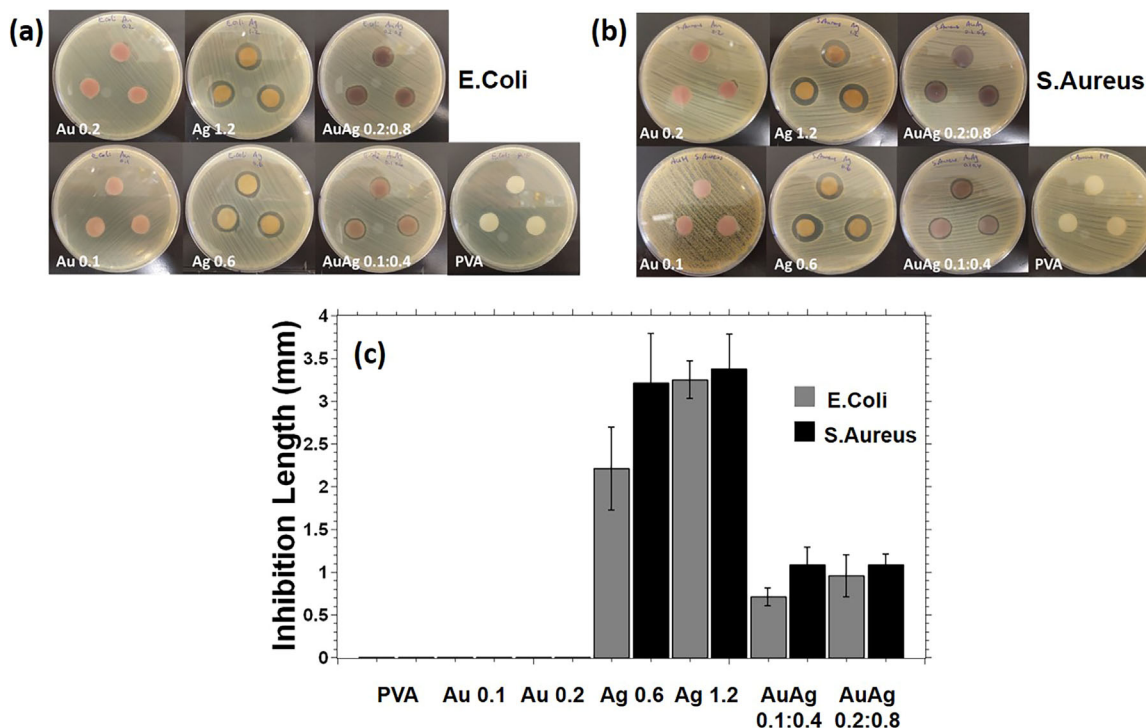 (a)
E.Coli
Au 0.2
Ag 1.2
AuAg 0.2:0.8
Au 0.1
Ag 0.6
AuAg 0.1:0.4
PVA
(b)
S.Aureus
Au 0.2
Ag 1.2
AuAg 0.2:0.8
Au 0.1
Ag 0.6
AuAg 0.1:0.4
PVA
(c)
Inhibition Length (mm)
4
3.5
3
2.5
2
1.5
1
0.5
0
E.Coli
S.Aureus
PVA Au 0.1 Au 0.2 Ag 0.6 Ag 1.2 AuAg AuAg
0.1:0.4 0.2:0.8